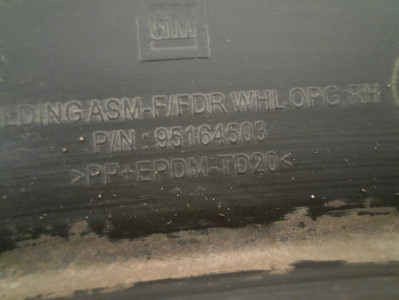 GM
LDING ASM-F/FDR WHL OPG, RH
P/N : 95164503
>PP+EPDM-TD20<